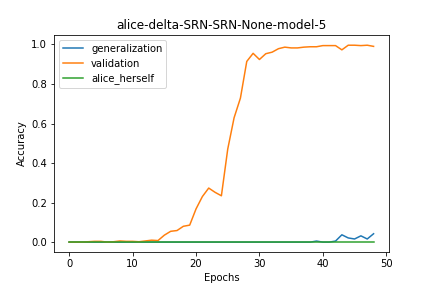 alice-delta-SRN-SRN-None-model-5
generalization
validation
alice_herself
Accuracy
1.0
0.8
0.6
0.4
0.2
0.0
0 10 20 30 40 50
Epochs